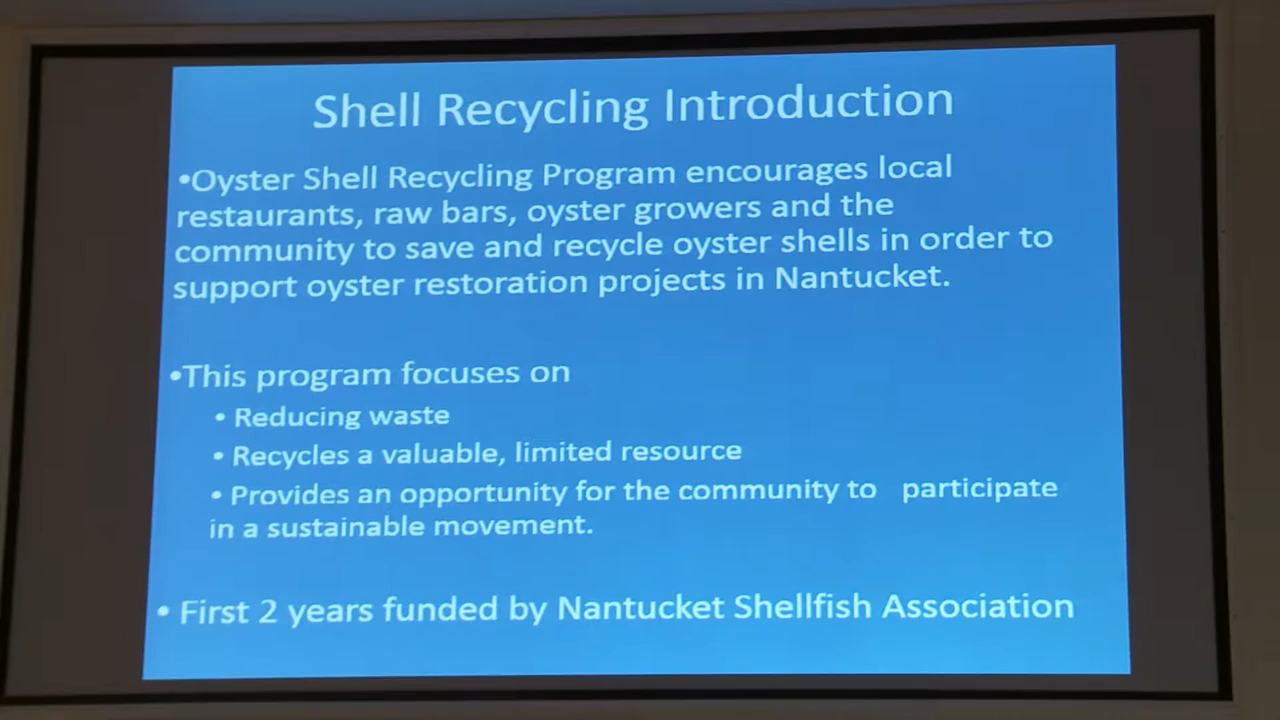 Shell Recycling Introduction
•Oyster Shell Recycling Program encourages local
restaurants, raw bars, oyster growers and the
community to save and recycle oyster shells in order to
support oyster restoration projects in Nantucket.
•This program focuses on
• Reducing waste
• Recycles a valuable, limited resource
• Provides an opportunity for the community to participate
in a sustainable movement.
• First 2 years funded by Nantucket Shellfish Association